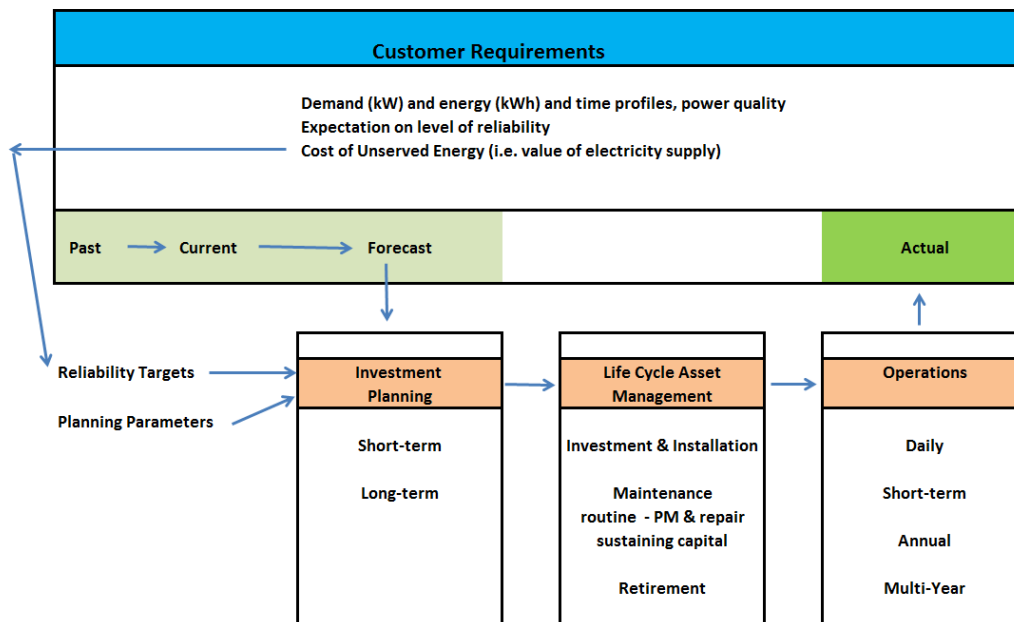 Customer Requirements
Demand (kW) and energy (kWh) and time profiles, power quality
Expectation on level of reliability
Cost of Unserved Energy (i.e. value of electricity supply)
Past
Current
Forecast
Actual
Reliability Targets
Planning Parameters
Investment
Planning
Short-term
Long-term
Life Cycle Asset
Management
Investment & Installation
Maintenance
routine - PM & repair
sustaining capital
Retirement
Operations
Daily
Short-term
Annual
Multi-Year